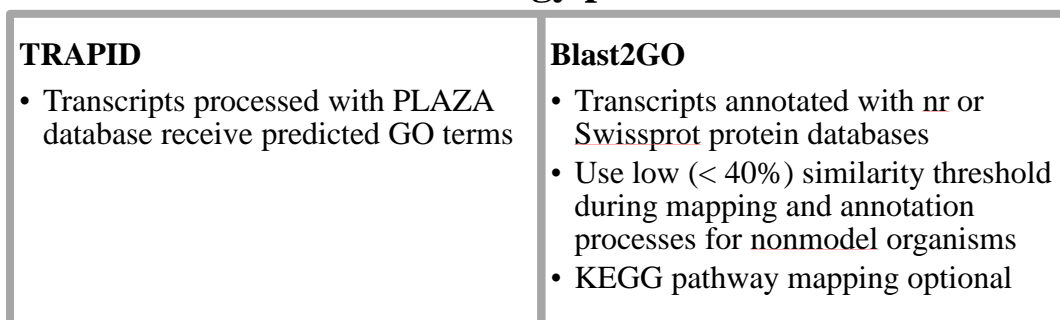 TRAPID
• Transcripts processed with PLAZA
database receive predicted GO terms
Blast2GO
• Transcripts annotated with nr or
Swissprot protein databases
• Use low (< 40%) similarity threshold
during mapping and annotation
processes for nonmodel organisms
• KEGG pathway mapping optional